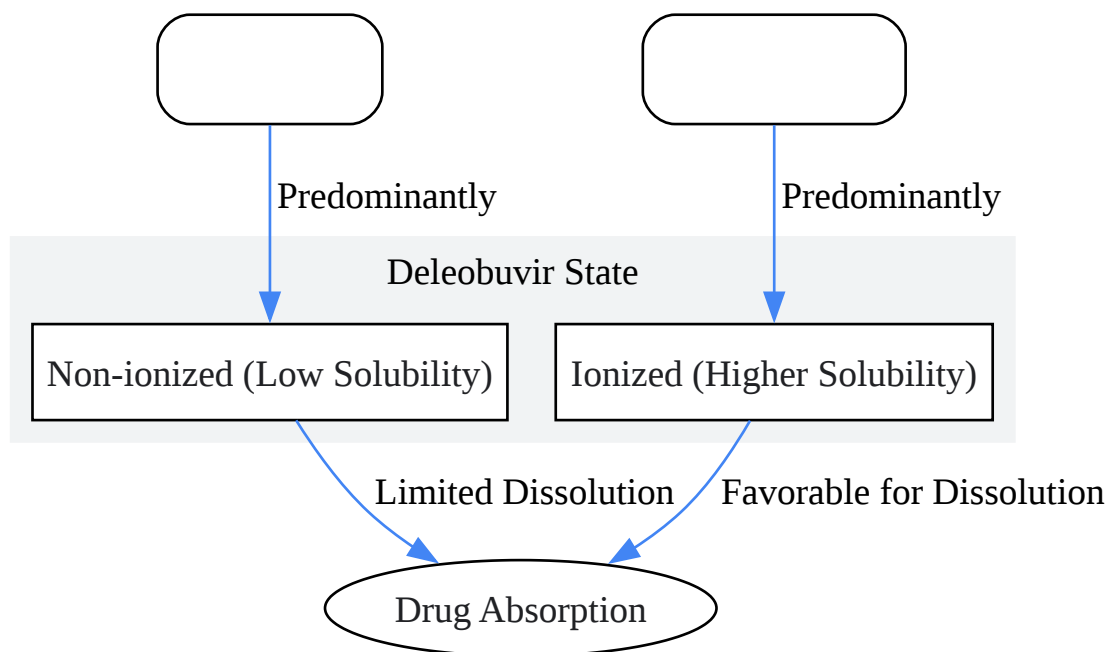 Predominantly
Predominantly
Deleobuvir State
Non-ionized (Low Solubility)
Ionized (Higher Solubility)
Limited Dissolution
Favorable for Dissolution
Drug Absorption